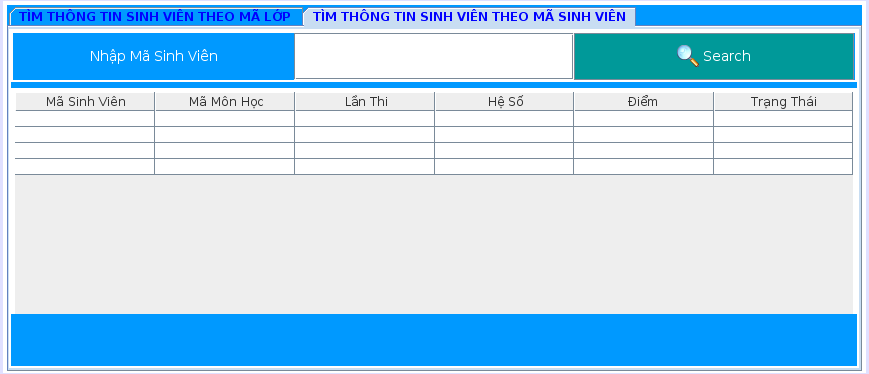 TÌM THÔNG TIN SINH VIÊN THEO MÃ LỚP
TÌM THÔNG TIN SINH VIÊN THEO MÃ SINH VIÊN
Nhập Mã Sinh Viên
Search
Mã Sinh Viên
Mã Môn Học
Lần Thi
Hệ Số
Điểm
Trạng Thái